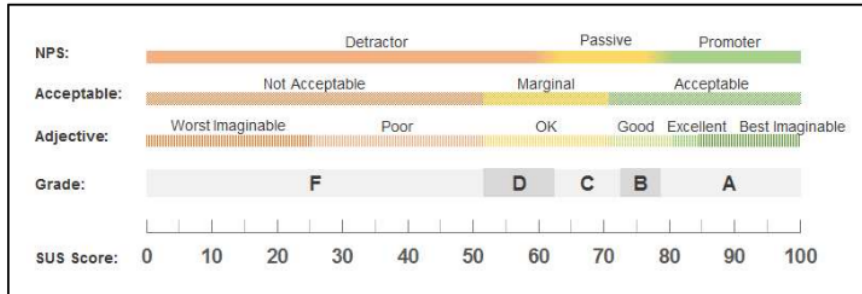 Detractor Passive Promoter
NPS:
Not Acceptable Marginal Acceptable
Acceptable:
Worst Imaginable Poor OK Good Excellent Best Imaginable
Adjective:
Grade: F D C B A
SUS Score: 0 10 20 30 40 50 60 70 80 90 100